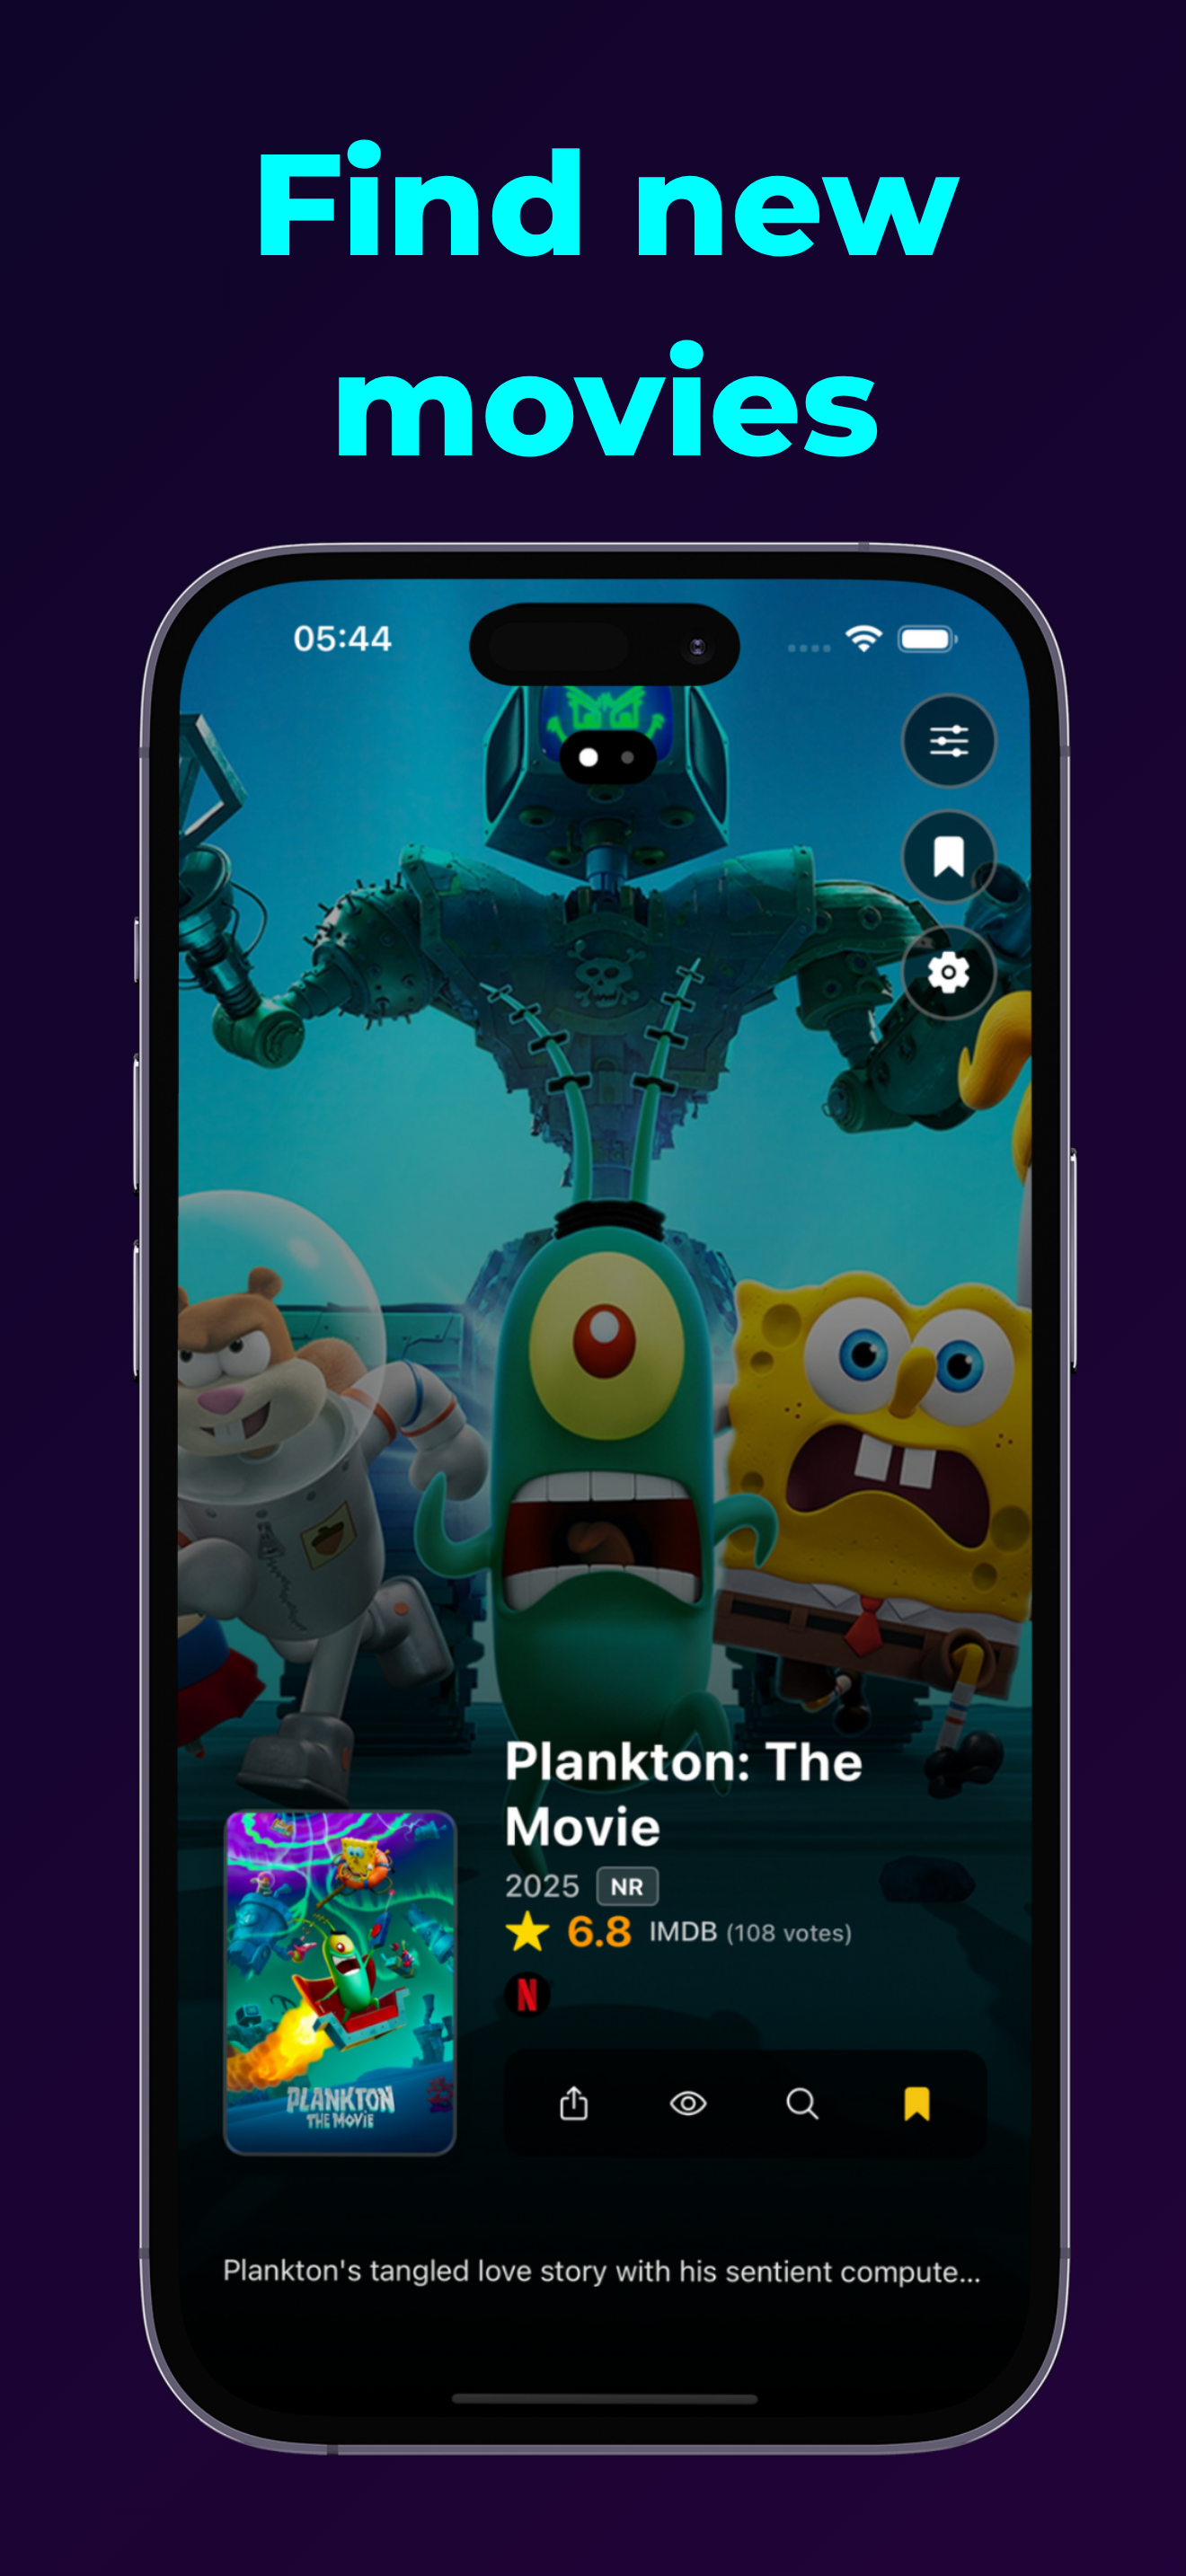 Find new
movies
05:44
Plankton: The
Movie
2025 NR
6.8 IMDB (108 votes)
N
PLANKTON
THE MOVIE
Plankton's tangled love story with his sentient compute...